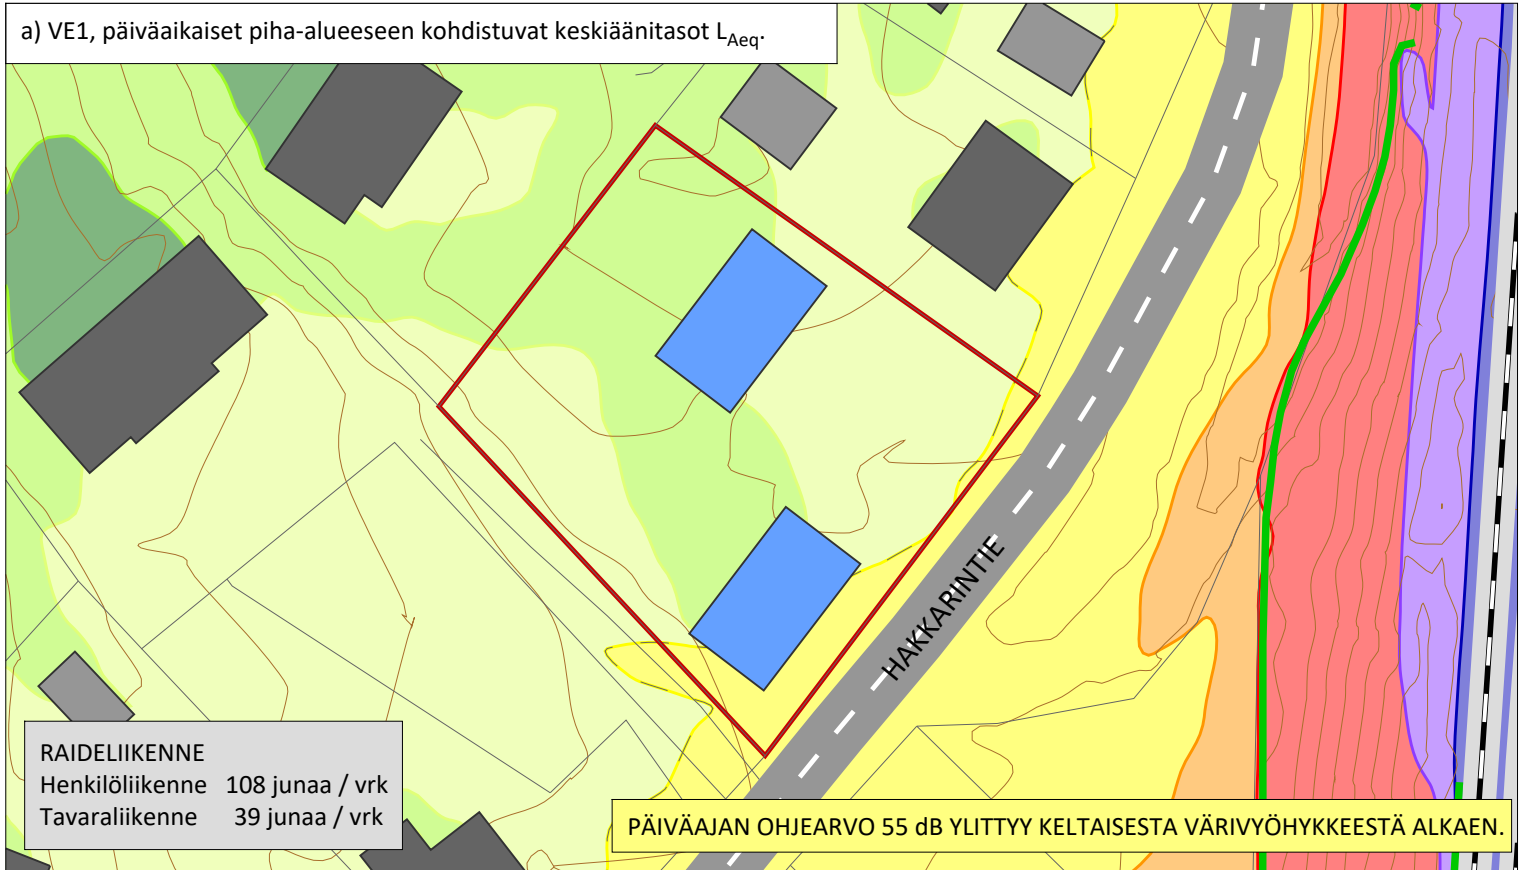 a) VE1, päiväaikaiset piha-alueeseen kohdistuvat keskiäänitasot LAeq.
HAKKARINTIE
RAIDELIIKENNE
Henkilöliikenne 108 junaa / vrk
Tavaraliikenne 39 junaa / vrk
PÄIVÄAJAN OHJEARVO 55 dB YLITTYY KELTAISESTA VÄRIVYÖHYKKEESTÄ ALKAEN.